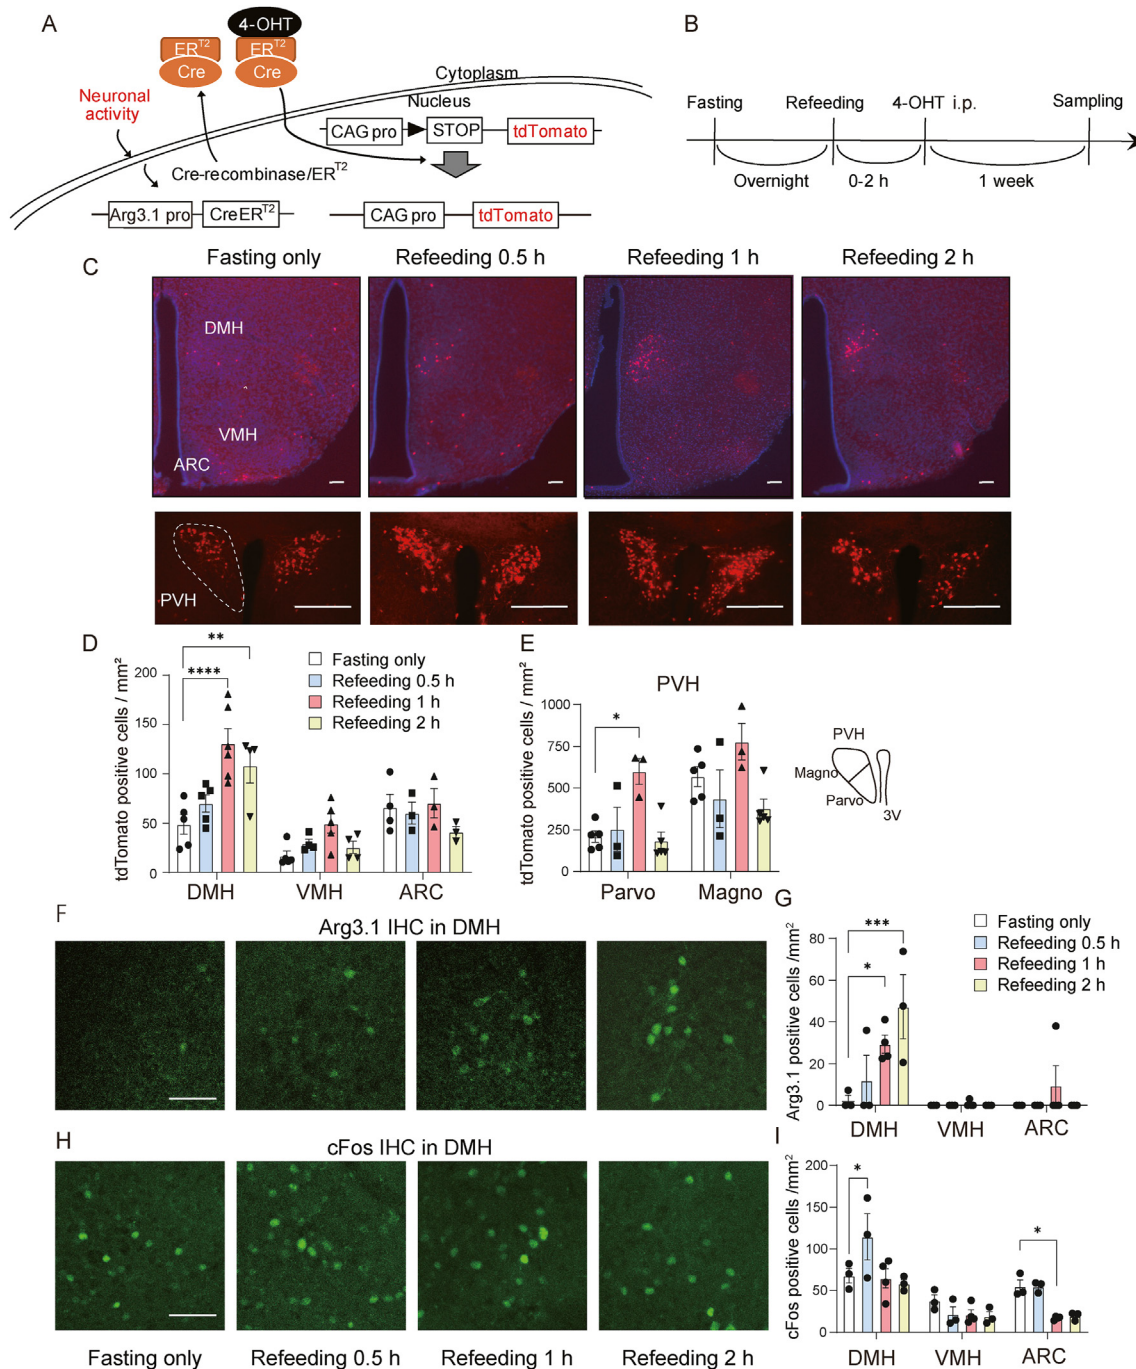 A
4-OHT
ER^T2
ER^T2
Cre
Cre
Cytoplasm
Neuronal
activity
Nucleus
CAG pro
STOP
tdTomato
Cre-recombinase/ER^T2
Arg3.1 pro
CreER^T2
CAG pro
tdTomato
B
Fasting
Refeeding
4-OHT i.p.
Sampling
Overnight
0-2 h
1 week
C
Fasting only
Refeeding 0.5 h
Refeeding 1 h
Refeeding 2 h
DMH
VMH
ARC
PVH
D
tdTomato positive cells / mm²
200
150
100
50
0
**
****
Fasting only
Refeeding 0.5 h
Refeeding 1 h
Refeeding 2 h
DMH
VMH
ARC
E
PVH
tdTomato positive cells / mm²
1000
750
500
250
0
*
Parvo
Magno
PVH
Magno
Parvo
3V
F
Arg3.1 IHC in DMH
G
Arg3.1 positive cells /mm²
80
60
40
20
0
***
*
Fasting only
Refeeding 0.5 h
Refeeding 1 h
Refeeding 2 h
DMH
VMH
ARC
H
cFos IHC in DMH
Fasting only
Refeeding 0.5 h
Refeeding 1 h
Refeeding 2 h
I
cFos positive cells /mm²
200
150
100
50
0
*
*
DMH
VMH
ARC